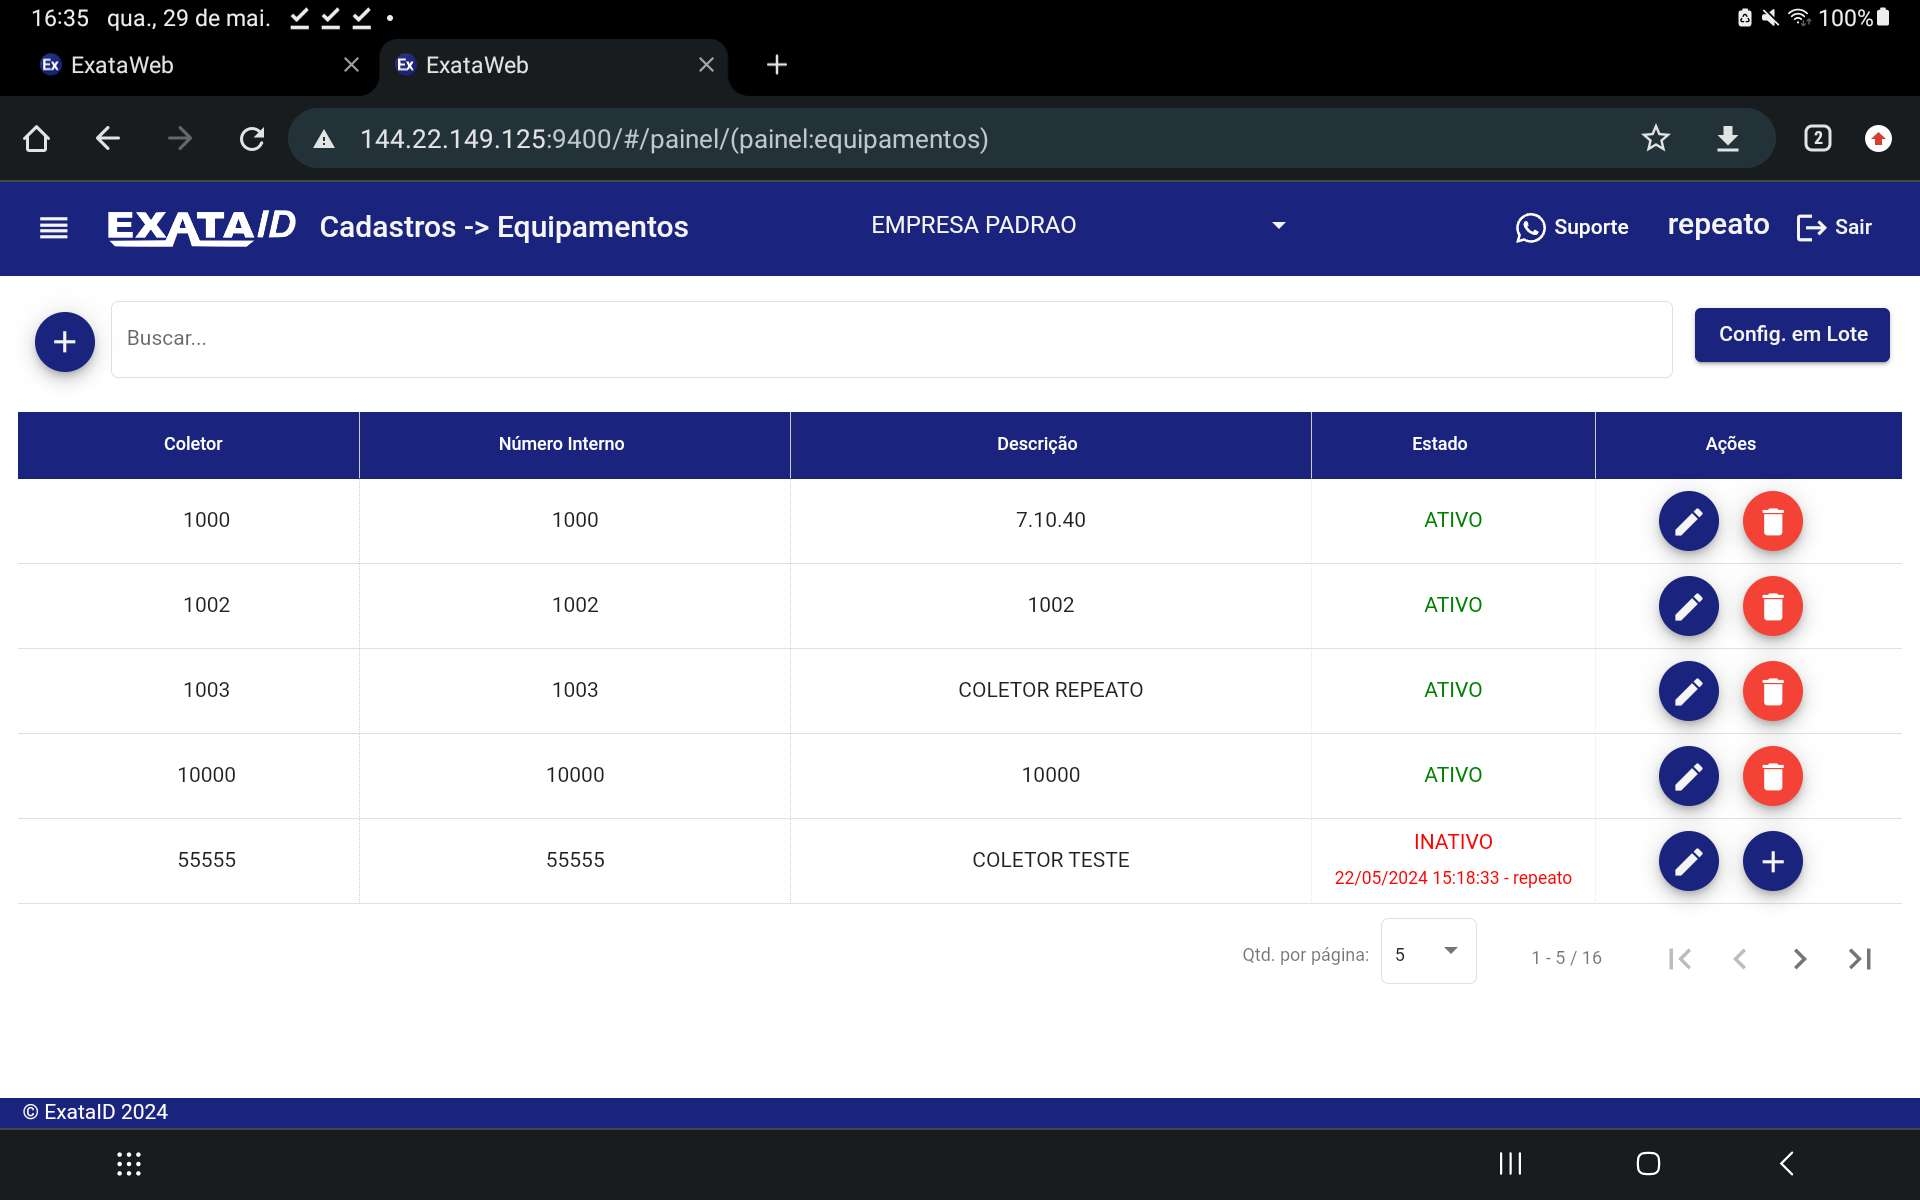 16:35 qua., 29 de mai. 100%
Ex ExataWeb Ex ExataWeb
144.22.149.125:9400/#/painel/(painel:equipamentos) 2
EXATAID Cadastros -> Equipamentos EMPRESA PADRAO Suporte repeato Sair
Buscar... Config. em Lote
Coletor Número Interno Descrição Estado Ações
1000 1000 7.10.40 ATIVO
1002 1002 1002 ATIVO
1003 1003 COLETOR REPEATO ATIVO
10000 10000 10000 ATIVO
55555 55555 COLETOR TESTE INATIVO
22/05/2024 15:18:33 - repeato
Qtd. por página: 5 1 - 5 / 16
© ExataID 2024